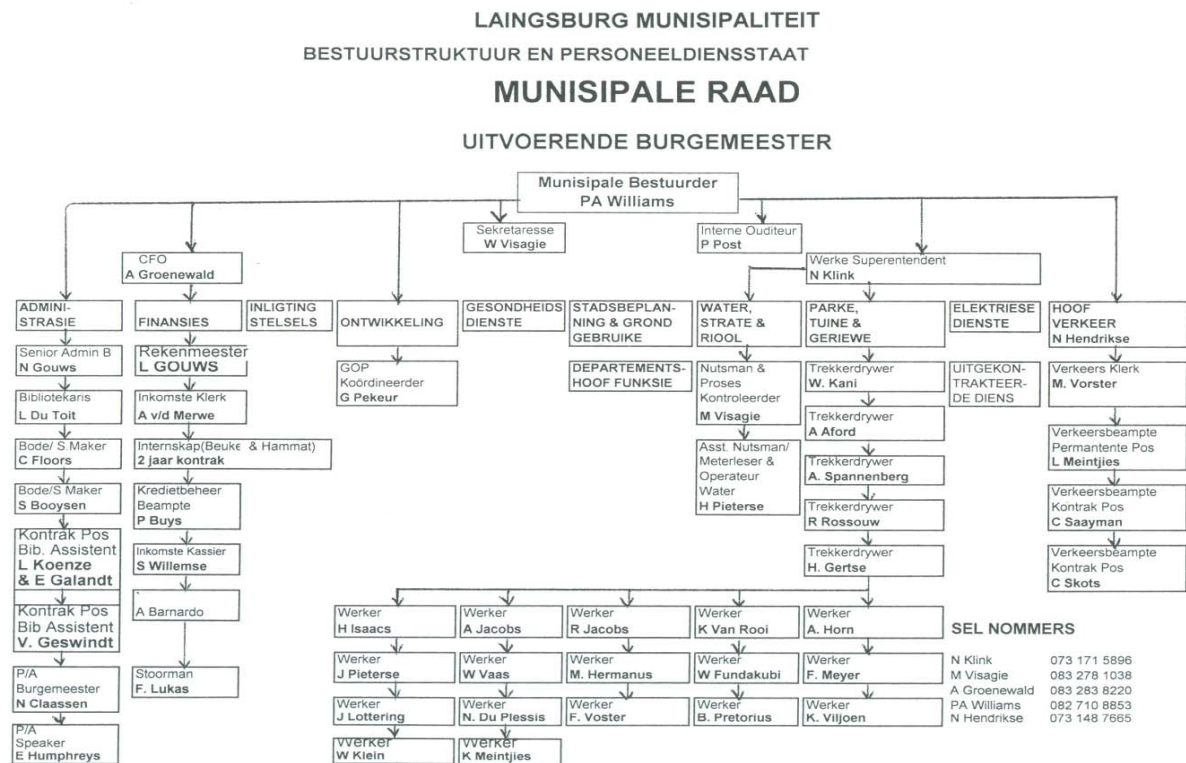 LAINGSBURG MUNISIPALITEIT
BESTUURSTRUKTUUR EN PERSONEELDIENSSTAAT
MUNISIPALE RAAD
UITVOERENDE BURGEMEESTER
Munisipale Bestuurder
PA Williams
Sekretaresse
W Visagie
Interne Ouditeur
P Post
CFO
A Groenewald
Werke Superentendent
N Klink
ADMINI-
STRASIE
FINANSIES
INLIGTING
STELSELS
ONTWIKKELING
GESONDHEIDS
DIENSTE
STADSBEPLAN-
NING & GROND
GEBRUIKE
WATER,
STRATE &
RIOOL
PARKE,
TUINE &
GERIEWE
ELEKTRIESE
DIENSTE
HOOF
VERKEER
N Hendrikse
Senior Admin B
N Gouws
Bibliotekaris
L Du Toit
Bode/ S.Maker
C Floors
Bode/S Maker
S Booysen
Kontrak Pos
Bib. Assistent
L Koenze
& E Galandt
Kontrak Pos
Bib Assistent
V. Geswindt
P/A
Burgemeester
N Claassen
P/A
Speaker
E Humphreys
Rekenmeester
L GOUWS
Inkomste Klerk
A v/d Merwe
Internskap(Beuke & Hammat)
2 jaar kontrak
Kredietbeheer
Beampte
P Buys
Inkomste Kassier
S Willemse
A Barnardo
Stoorman
F. Lukas
GOP
Koördineerder
G Pekeur
DEPARTEMENTS-
HOOF FUNKSIE
Nutsman &
Proses
Kontroleerder
M Visagie
Asst. Nutsman/
Meterleser &
Operateur
Water
H Pieterse
Trekkerdrywer
W. Kani
Trekkerdrywer
A Aford
Trekkerdrywer
A. Spannenberg
Trekkerdrywer
R Rossouw
Trekkerdrywer
H. Gertse
UITGEKON-
TRAKTEER-
DE DIENS
Verkeers Klerk
M. Vorster
Verkeersbeampte
Permantente Pos
L Meintjies
Verkeersbeampte
Kontrak Pos
C Saayman
Verkeersbeampte
Kontrak Pos
C Skots
Werker
H Isaacs
Werker
A Jacobs
Werker
R Jacobs
Werker
K Van Rooi
Werker
A. Horn
Werker
J Pieterse
Werker
W Vaas
Werker
M. Hermanus
Werker
W Fundakubi
Werker
F. Meyer
Werker
J Lottering
Werker
N. Du Plessis
Werker
F. Voster
Werker
B. Pretorius
Werker
K. Viljoen
Werker
W Klein
Werker
K Meintjies
SEL NOMMERS
N Klink 073 171 5896
M Visagie 083 278 1038
A Groenewald 083 283 8220
PA Williams 082 710 8853
N Hendrikse 073 148 7665